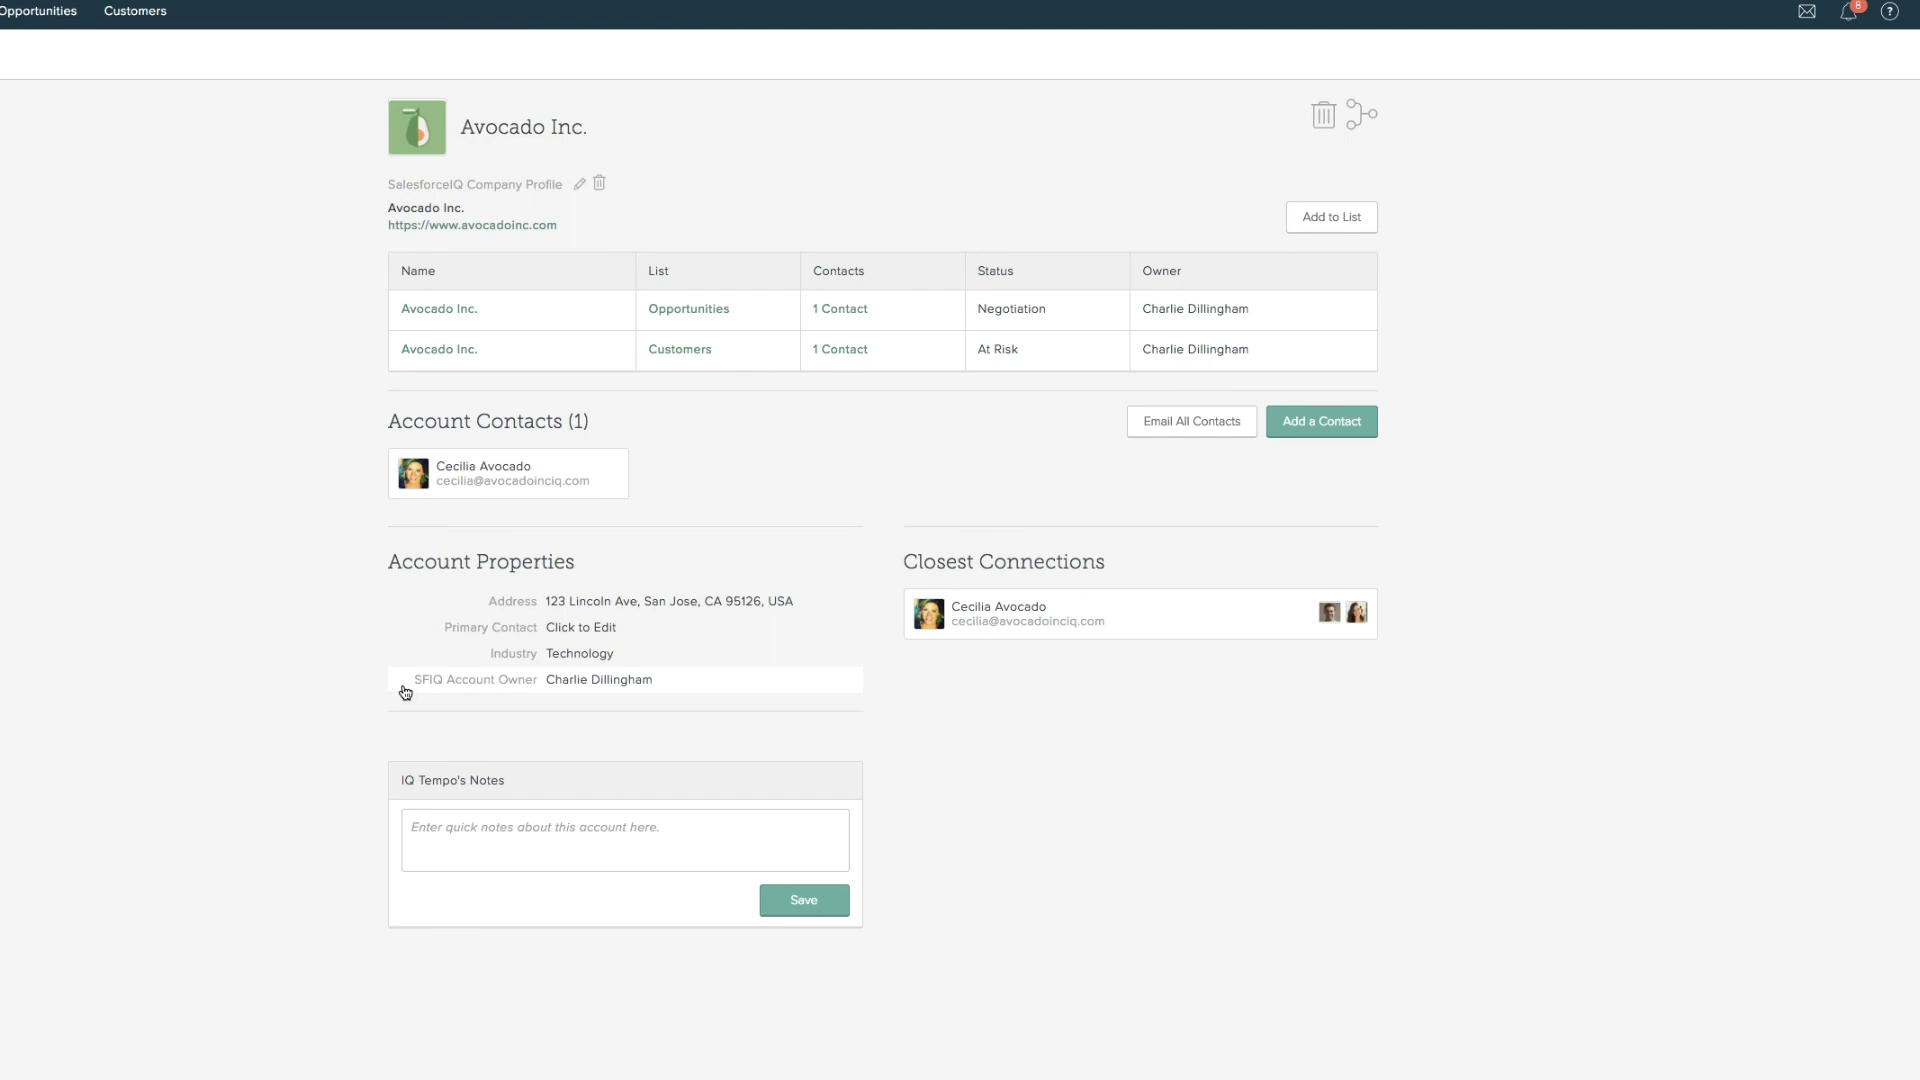 Opportunities Customers 8 ?
Avocado Inc.
SalesforceIQ Company Profile
Avocado Inc.
https://www.avocadoinc.com
Add to List
Name List Contacts Status Owner
Avocado Inc. Opportunities 1 Contact Negotiation Charlie Dillingham
Avocado Inc. Customers 1 Contact At Risk Charlie Dillingham
Account Contacts (1)
Email All Contacts Add a Contact
Cecilia Avocado
cecilia@avocadoinciq.com
Account Properties
Address 123 Lincoln Ave, San Jose, CA 95126, USA
Primary Contact Click to Edit
Industry Technology
SFIQ Account Owner Charlie Dillingham
Closest Connections
Cecilia Avocado
cecilia@avocadoinciq.com
IQ Tempo's Notes
Enter quick notes about this account here.
Save